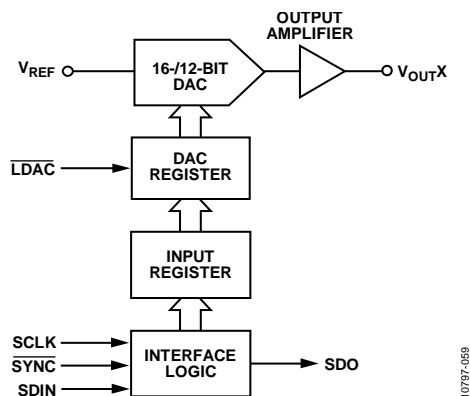 OUTPUT
AMPLIFIER
VREF
16-/12-BIT
DAC
VOUTX
LDAC
DAC
REGISTER
INPUT
REGISTER
SCLK
SYNC
SDIN
INTERFACE
LOGIC
SDO
10797-059